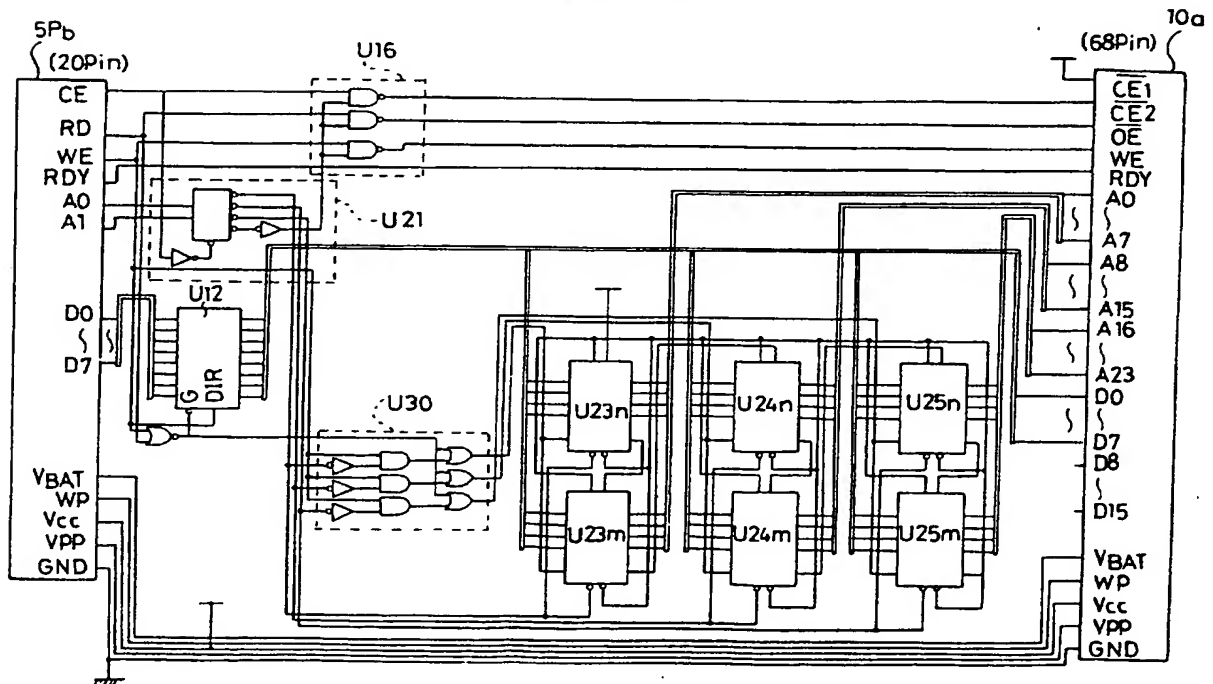 5Pb
(20Pin)
CE
RD
WE
RDY
A0
A1
D0
D7
VBAT
WP
Vcc
VPP
GND
U16
U21
U12
G
DIR
U30
U23n
U24n
U25n
U23m
U24m
U25m
10a
(68Pin)
CE1
CE2
OE
WE
RDY
A0
A7
A8
A15
A16
A23
D0
D7
D8
D15
VBAT
WP
Vcc
VPP
GND